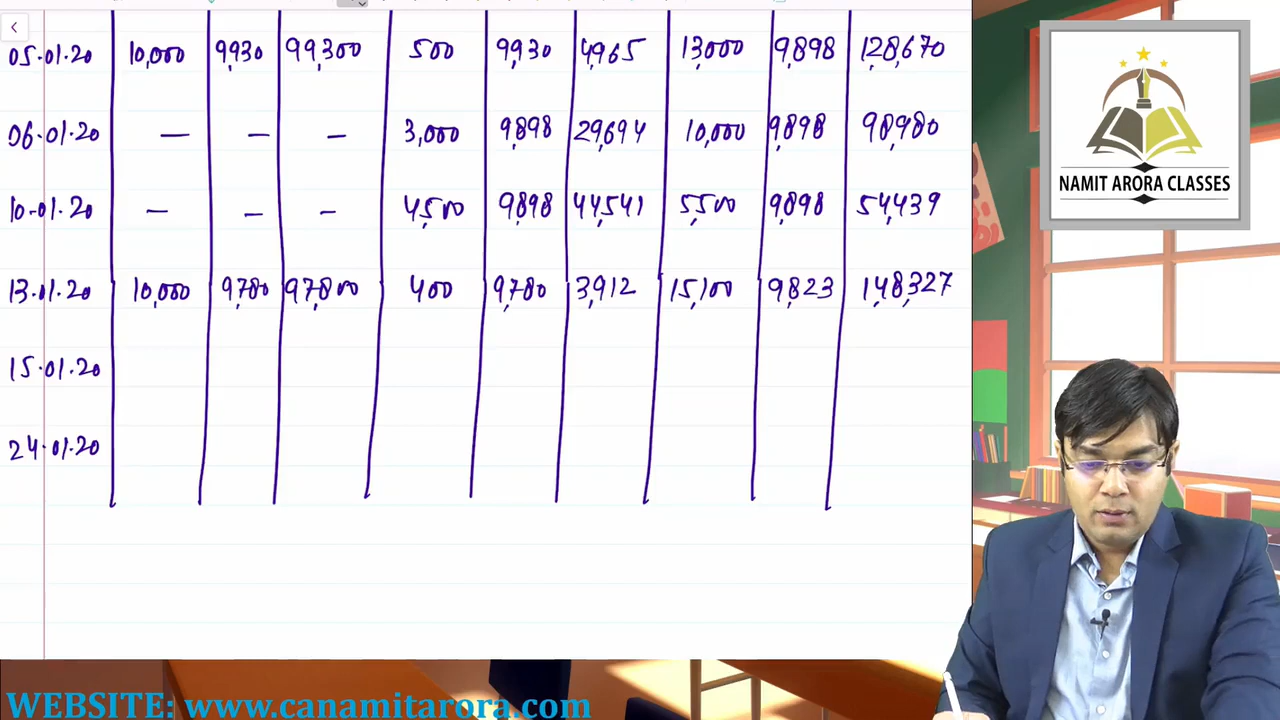 05.01.20 10,000 9,930 99,300 500 9,930 4,965 13,000 9,898 1,28,670
06.01.20 — — — 3,000 9,898 29,694 10,000 9,898 98,980
10.01.20 — — — 4,500 9,898 44,541 5,500 9,898 54,439
13.01.20 10,000 9,780 97,800 400 9,780 3,912 15,100 9,823 1,48,327
15.01.20
24.01.20
NAMIT ARORA CLASSES
WEBSITE: www.canamitarora.com